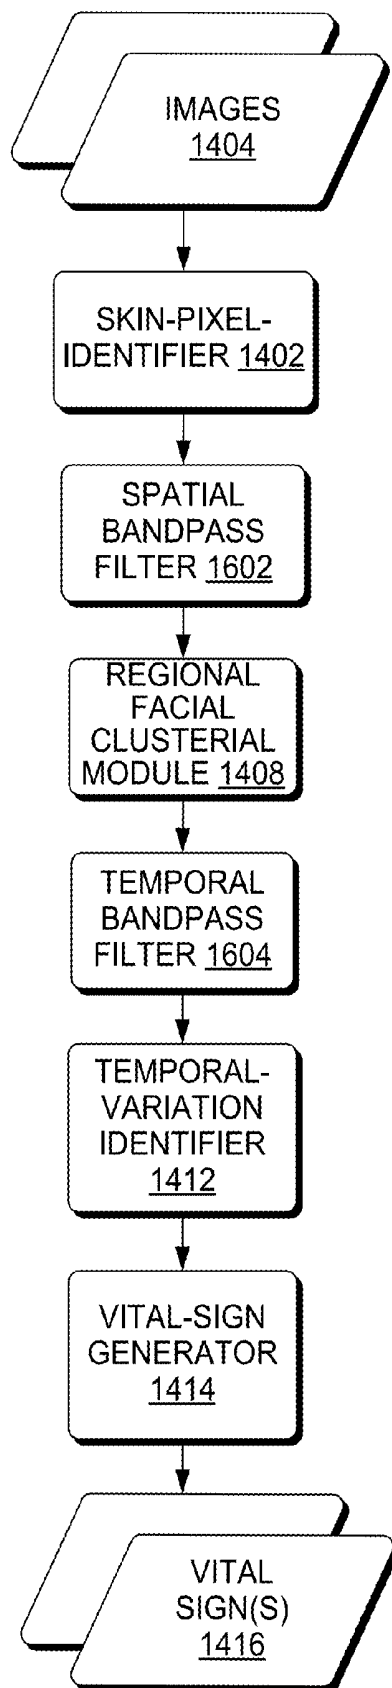 IMAGES
1404
SKIN-PIXEL-
IDENTIFIER 1402
SPATIAL
BANDPASS
FILTER 1602
REGIONAL
FACIAL
CLUSTERIAL
MODULE 1408
TEMPORAL
BANDPASS
FILTER 1604
TEMPORAL-
VARIATION
IDENTIFIER
1412
VITAL-SIGN
GENERATOR
1414
VITAL
SIGN(S)
1416